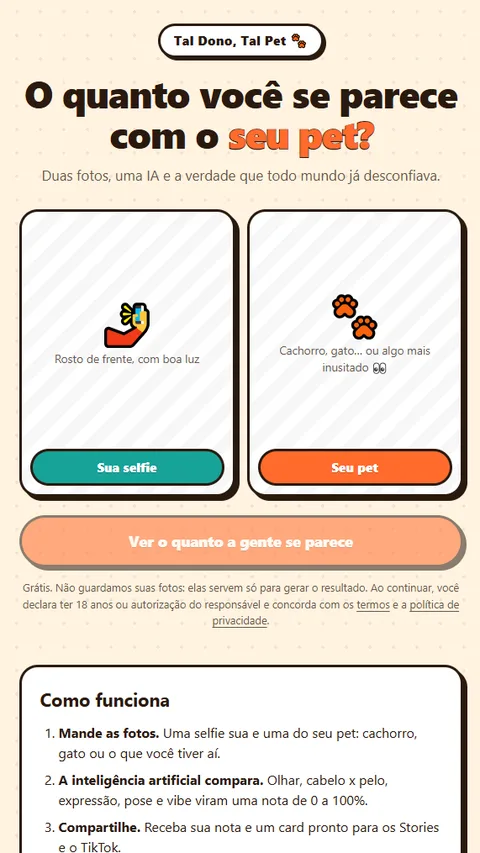 Tal Dono, Tal Pet
O quanto você se parece
com o seu pet?
Duas fotos, uma IA e a verdade que todo mundo já desconfiava.
Rosto de frente, com boa luz
Sua selfie
Cachorro, gato... ou algo mais
inusitado 👀
Seu pet
Ver o quanto a gente se parece
Grátis. Não guardamos suas fotos: elas servem só para gerar o resultado. Ao continuar, você
declara ter 18 anos ou autorização do responsável e concorda com os termos e a política de
privacidade.
Como funciona
1. Mande as fotos. Uma selfie sua e uma do seu pet: cachorro,
gato ou o que você tiver aí.
2. A inteligência artificial compara. Olhar, cabelo x pelo,
expressão, pose e vibe viram uma nota de 0 a 100%.
3. Compartilhe. Receba sua nota e um card pronto para os Stories
e o TikTok.